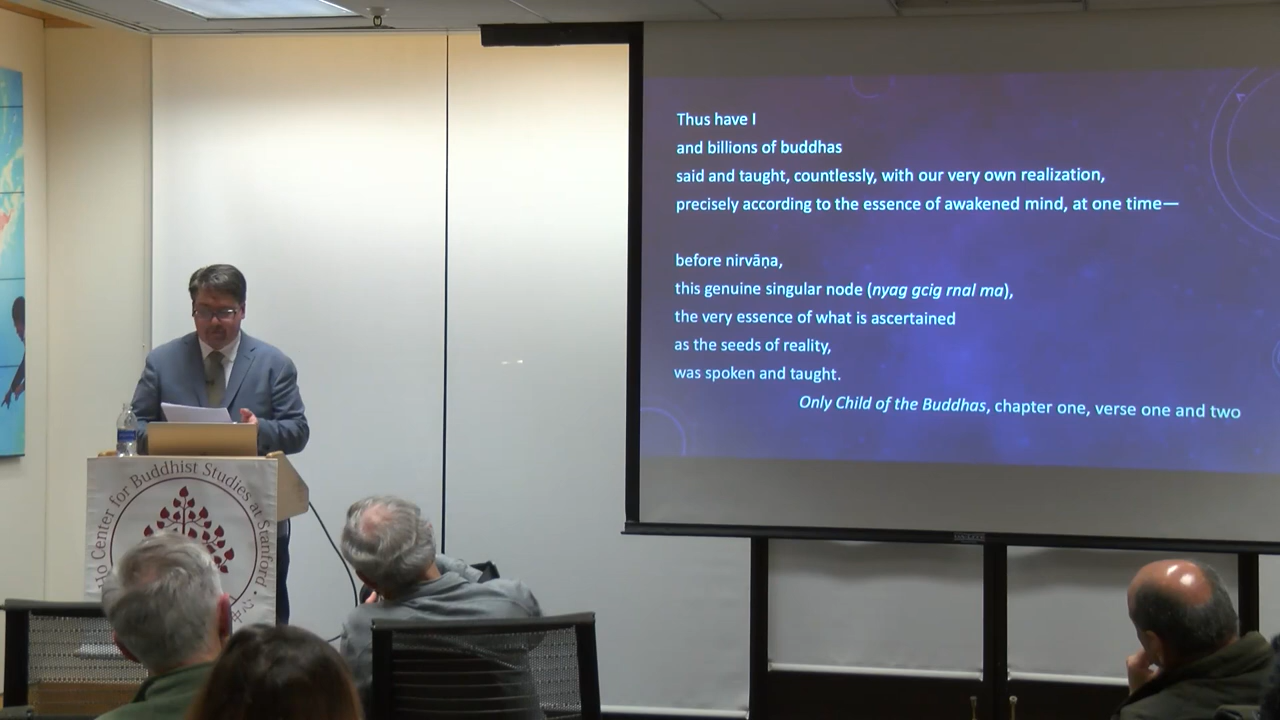 Thus have I
and billions of buddhas
said and taught, countlessly, with our very own realization,
precisely according to the essence of awakened mind, at one time—
before nirvāṇa,
this genuine singular node (nyag gcig rnal ma),
the very essence of what is ascertained
as the seeds of reality,
was spoken and taught.
Only Child of the Buddhas, chapter one, verse one and two
Ho Center for Buddhist Studies at Stanford •
中心